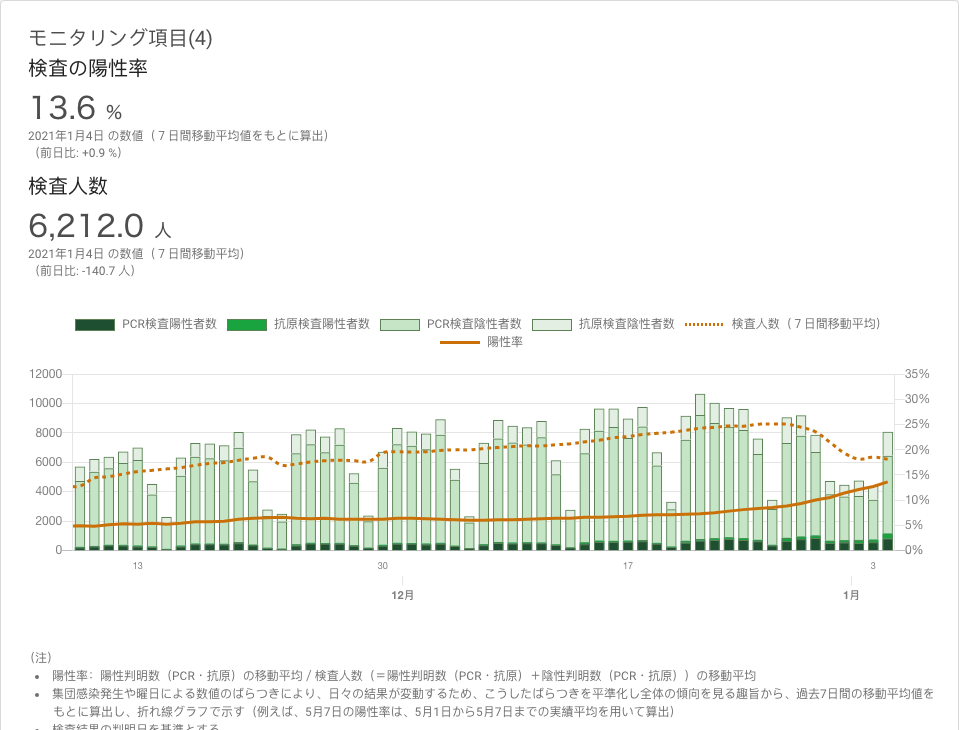 モニタリング項目(4)
検査の陽性率
13.6 %
2021年1月4日 の数値（７日間移動平均値をもとに算出）
（前日比: +0.9 %）
検査人数
6,212.0 人
2021年1月4日 の数値（７日間移動平均）
（前日比: -140.7 人）
PCR検査陽性者数 抗原検査陽性者数 PCR検査陰性者数 抗原検査陰性者数 検査人数（７日間移動平均）
陽性率
12000 35%
10000 30%
8000 25%
6000 20%
4000 15%
2000 10%
0 5%
0%
13 30 17 3
12月 1月
（注）
陽性率：陽性判明数（PCR・抗原）の移動平均 / 検査人数（＝陽性判明数（PCR・抗原）＋陰性判明数（PCR・抗原））の移動平均
集団感染発生や曜日による数値のばらつきにより、日々の結果が変動するため、こうしたばらつきを平準化し全体の傾向を見る趣旨から、過去7日間の移動平均値を
もとに算出し、折れ線グラフで示す（例えば、5月7日の陽性率は、5月1日から5月7日までの実績平均を用いて算出）
検査結果の判明日を基準とする